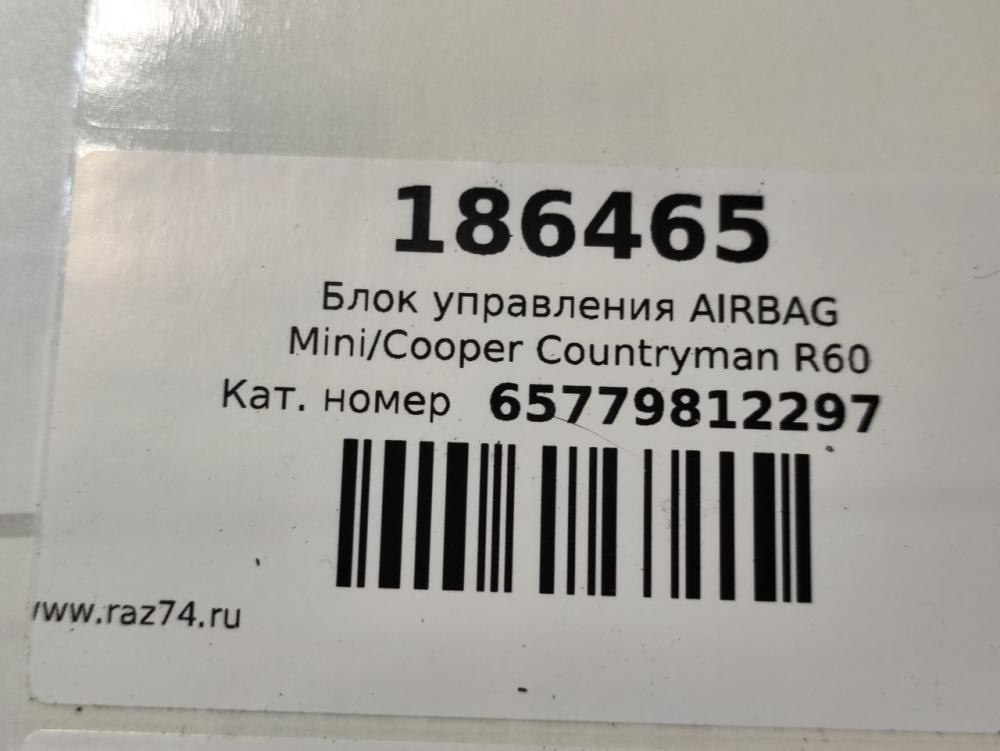 186465
Блок управления AIRBAG
Mini/Cooper Countryman R60
Кат. номер 65779812297
www.raz74.ru